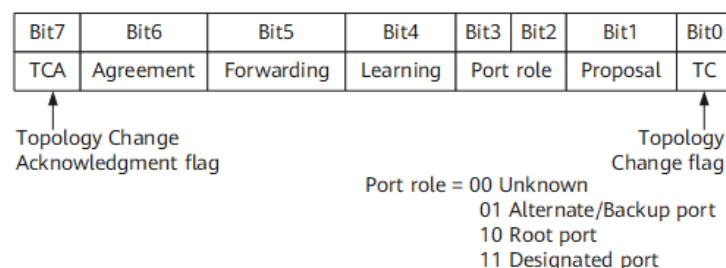 Bit7 Bit6 Bit5 Bit4 Bit3 Bit2 Bit1 Bit0
TCA Agreement Forwarding Learning Port role Proposal TC
Topology Change
Acknowledgment flag
Topology
Change flag
Port role = 00 Unknown
01 Alternate/Backup port
10 Root port
11 Designated port